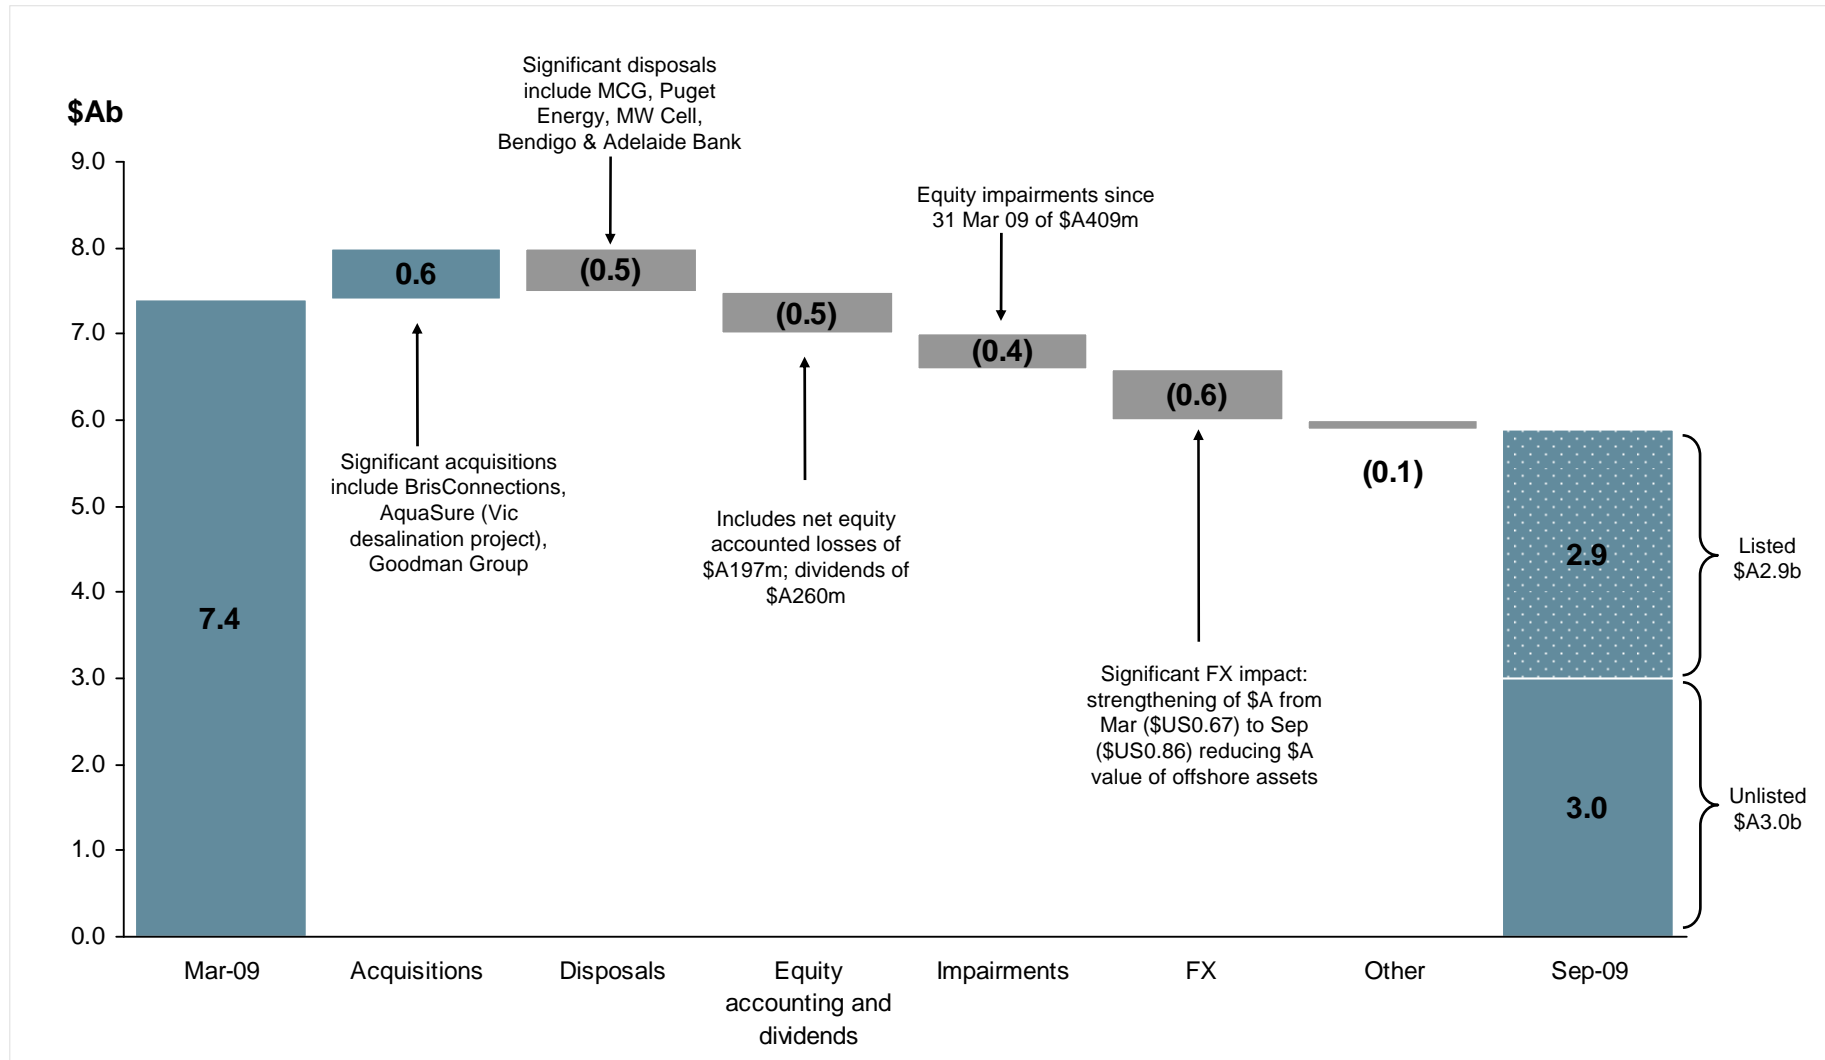 $Ab
9.0
8.0
7.0
6.0
5.0
4.0
3.0
2.0
1.0
0.0
Significant disposals
include MCG, Puget
Energy, MW Cell,
Bendigo & Adelaide Bank
Equity impairments since
31 Mar 09 of $A409m
7.4
0.6
(0.5)
(0.5)
(0.4)
(0.6)
(0.1)
2.9
3.0
Significant acquisitions
include BrisConnections,
AquaSure (Vic
desalination project),
Goodman Group
Includes net equity
accounted losses of
$A197m; dividends of
$A260m
Significant FX impact:
strengthening of $A from
Mar ($US0.67) to Sep
($US0.86) reducing $A
value of offshore assets
Listed
$A2.9b
Unlisted
$A3.0b
Mar-09
Acquisitions
Disposals
Equity
accounting and
dividends
Impairments
FX
Other
Sep-09